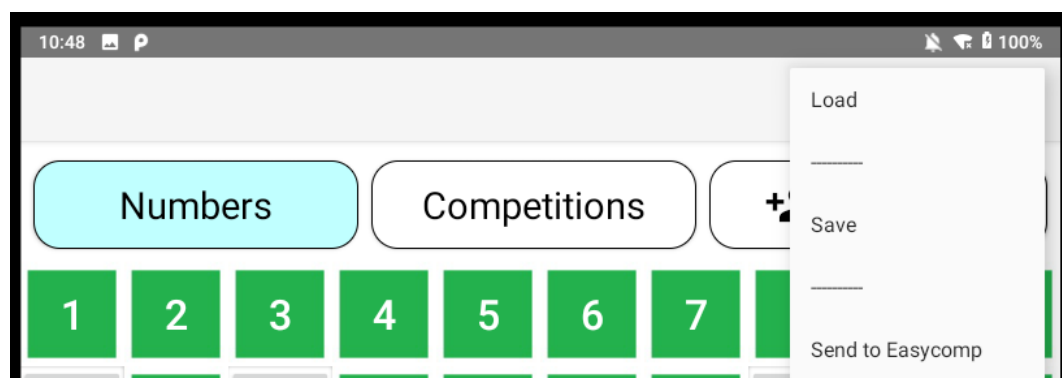 10:48 100%
Load
----------
Numbers Competitions
Save
----------
1 2 3 4 5 6 7
Send to Easycomp